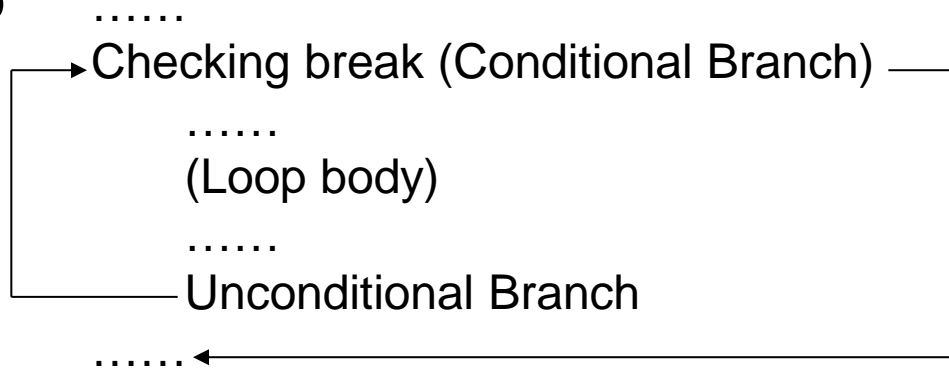 ……
Checking break (Conditional Branch)
……
(Loop body)
……
Unconditional Branch
……